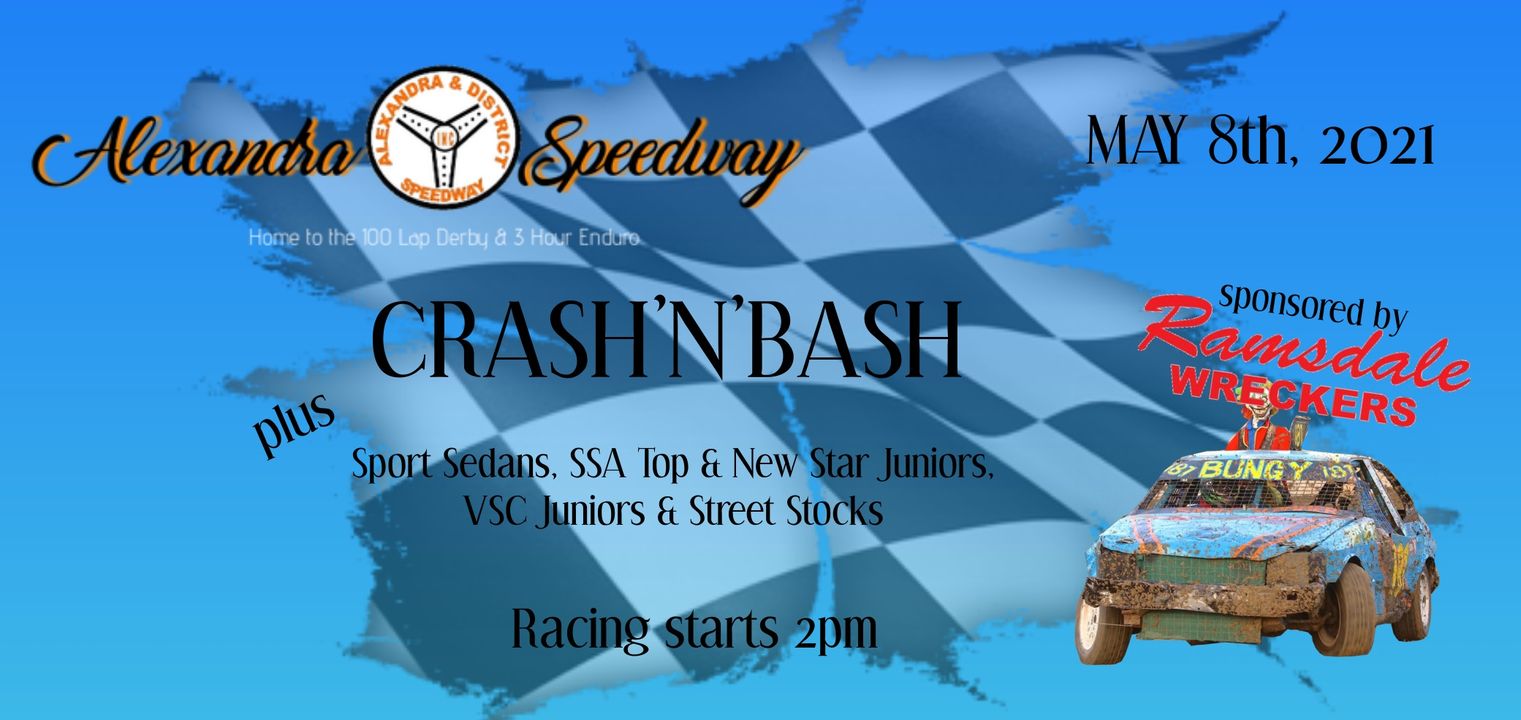 Alexandra Speedway
ALEXANDRA & DISTRICT
INC
SPEEDWAY
MAY 8th, 2021
Home to the 100 Lap Derby & 3 Hour Enduro
CRASH'N'BASH
sponsored by
Ramsdale
WRECKERS
plus
Sport Sedans, SSA Top & New Star Juniors,
VSC Juniors & Street Stocks
Racing starts 2pm
BUNGY